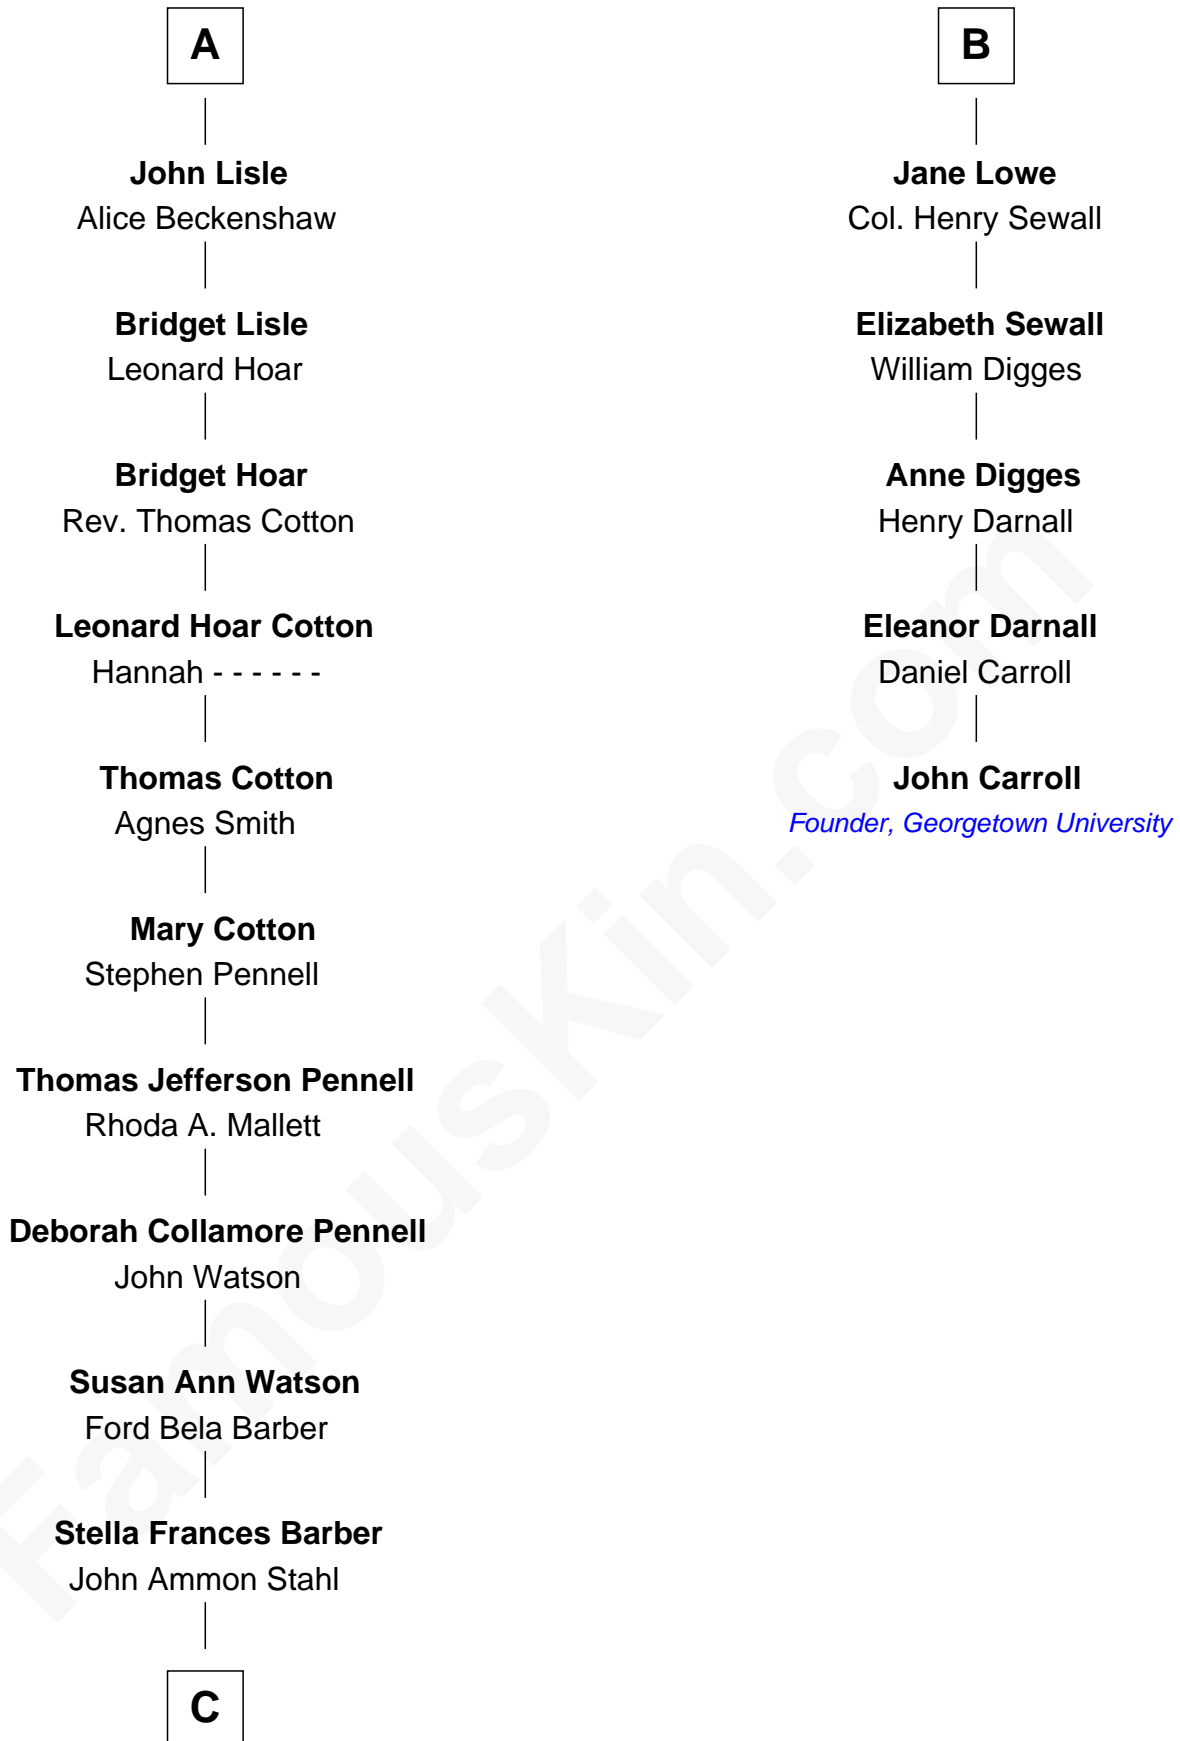 A
John Lisle
Alice Beckenshaw
Bridget Lisle
Leonard Hoar
Bridget Hoar
Rev. Thomas Cotton
Leonard Hoar Cotton
Hannah - - - - - -
Thomas Cotton
Agnes Smith
Mary Cotton
Stephen Pennell
Thomas Jefferson Pennell
Rhoda A. Mallett
Deborah Collamore Pennell
John Watson
Susan Ann Watson
Ford Bela Barber
Stella Frances Barber
John Ammon Stahl
C
B
Jane Lowe
Col. Henry Sewall
Elizabeth Sewall
William Digges
Anne Digges
Henry Darnall
Eleanor Darnall
Daniel Carroll
John Carroll
Founder, Georgetown University
FamousKin.com